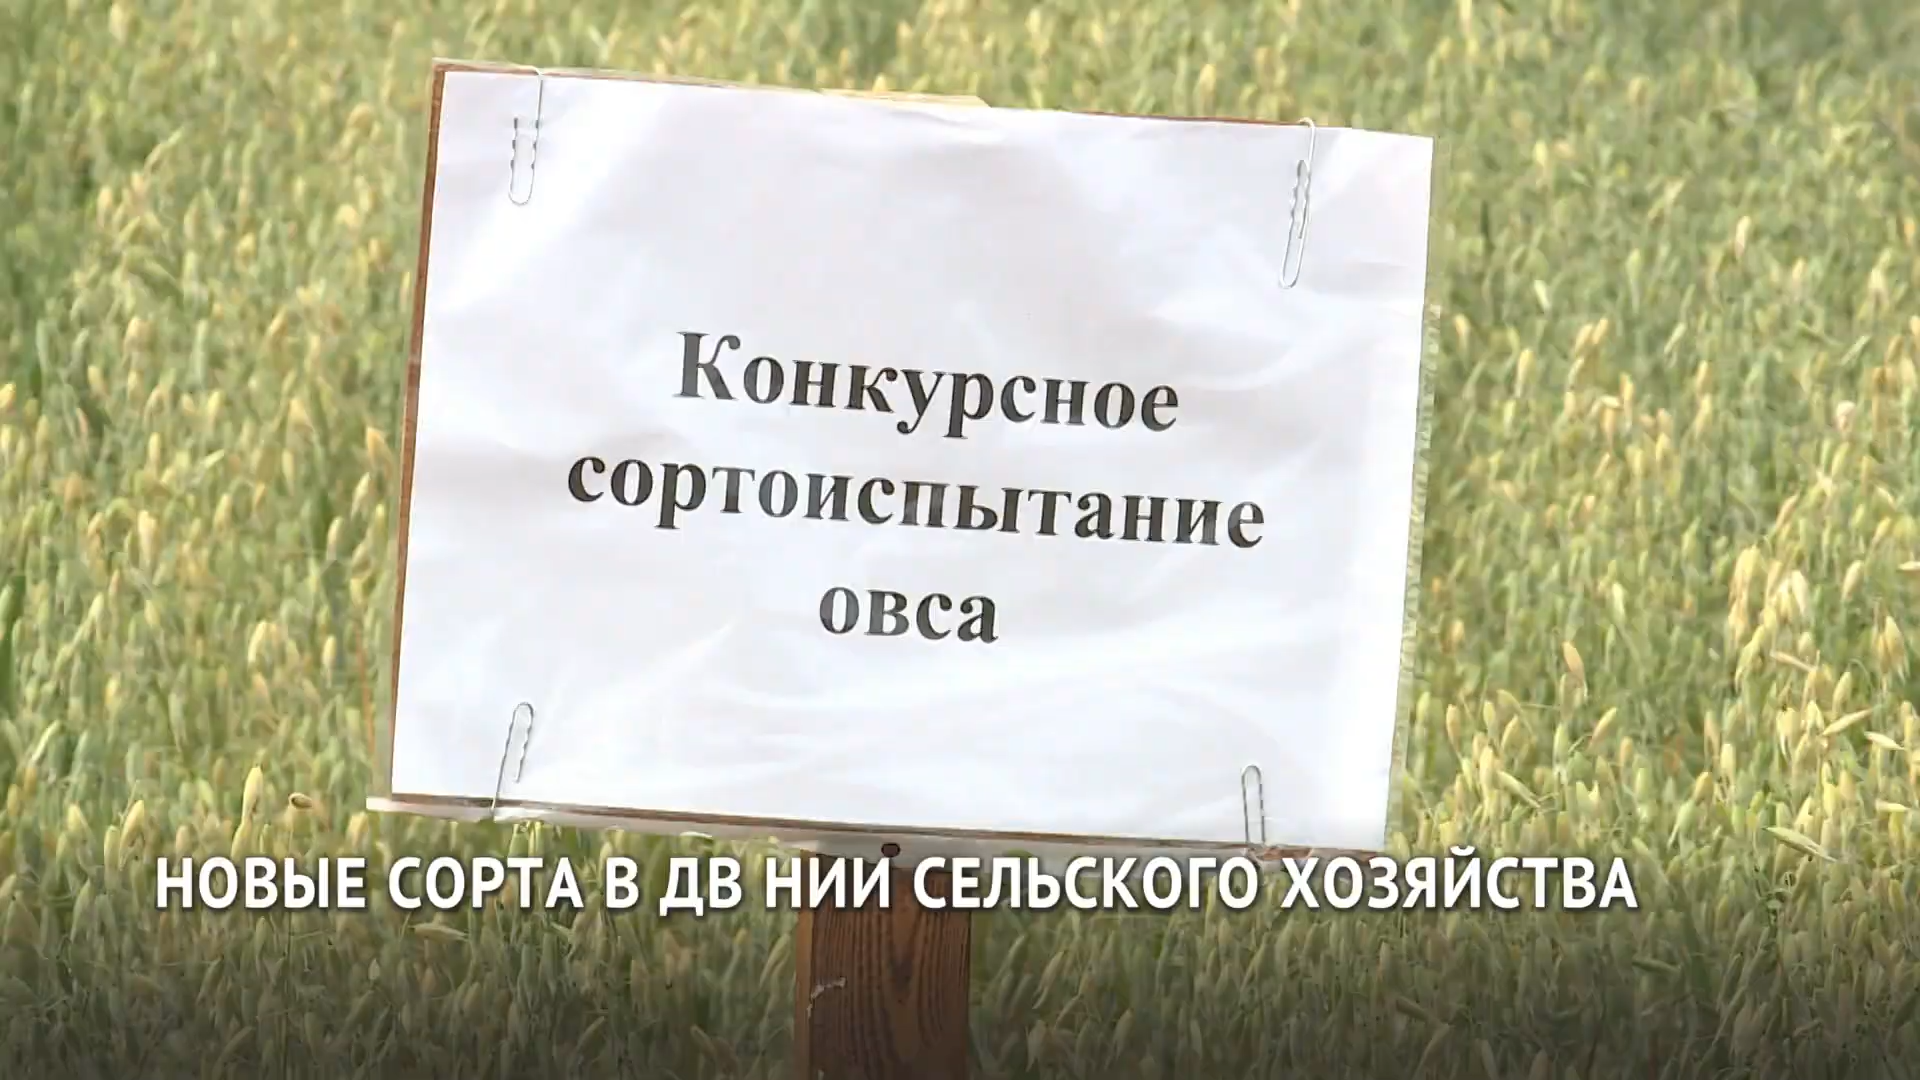 Конкурсное
сортоиспытание
овса
НОВЫЕ СОРТА В ДВ НИИ СЕЛЬСКОГО ХОЗЯЙСТВА